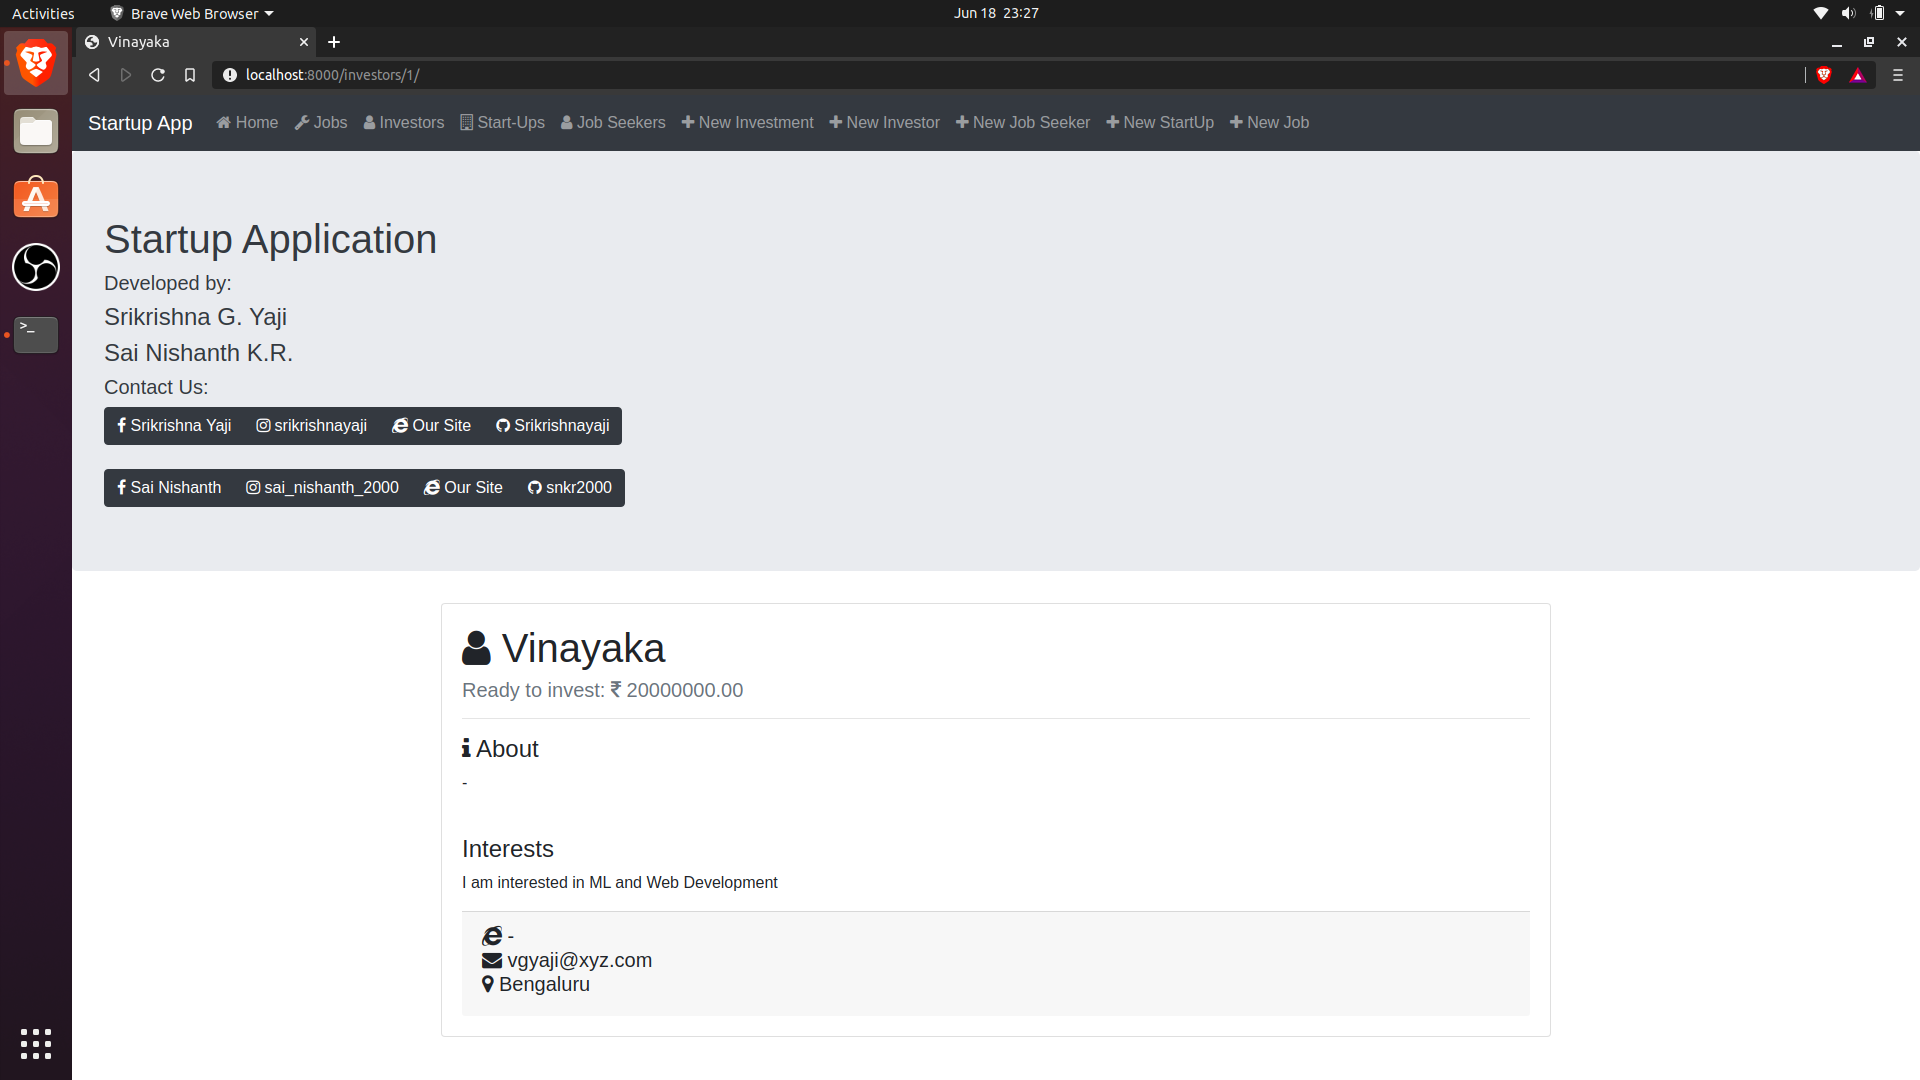 Activities Brave Web Browser Jun 18 23:27
Vinayaka
localhost:8000/investors/1/
Startup App Home Jobs Investors Start-Ups Job Seekers New Investment New Investor New Job Seeker New StartUp New Job
Startup Application
Developed by:
Srikrishna G. Yaji
Sai Nishanth K.R.
Contact Us:
Srikrishna Yaji srikrishnayaji Our Site Srikrishnayaji
Sai Nishanth sai_nishanth_2000 Our Site snkr2000
Vinayaka
Ready to invest: ₹ 20000000.00
About
-
Interests
I am interested in ML and Web Development
-
vgyaji@xyz.com
Bengaluru